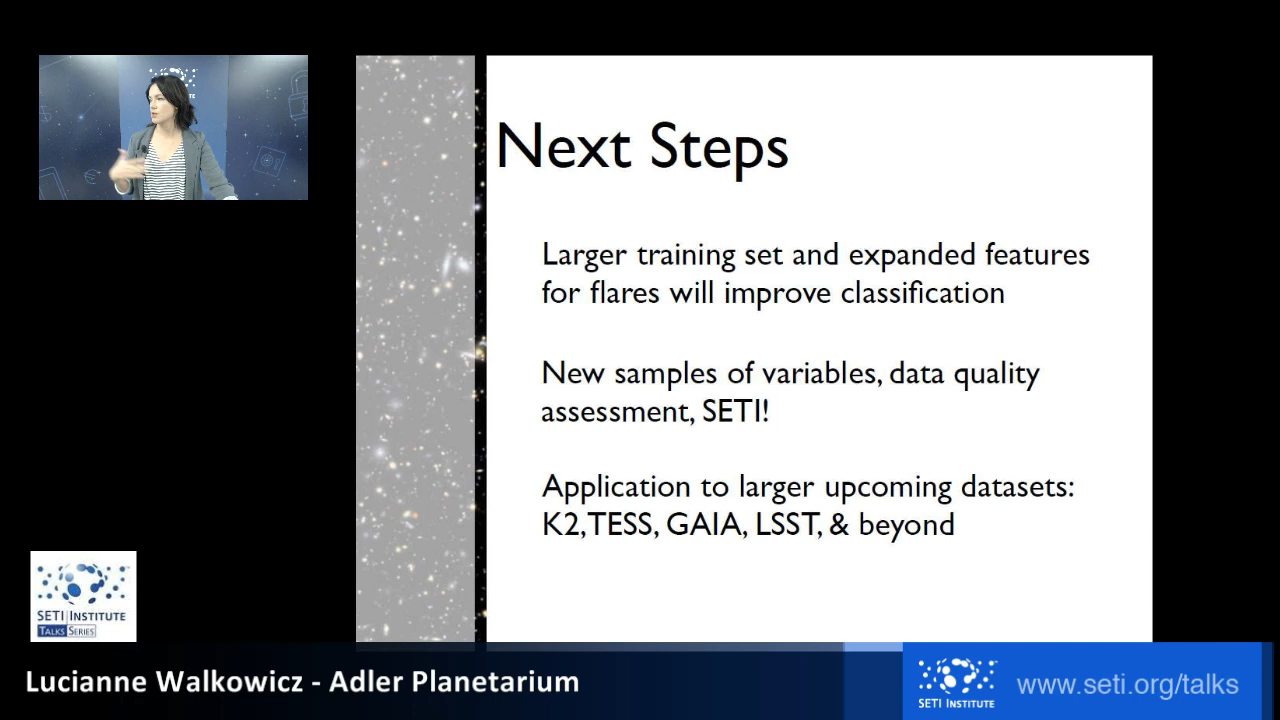 Next Steps
Larger training set and expanded features
for flares will improve classification
New samples of variables, data quality
assessment, SETI!
Application to larger upcoming datasets:
K2, TESS, GAIA, LSST, & beyond
SETI INSTITUTE
TALKS SERIES
Lucianne Walkowicz - Adler Planetarium
SETI INSTITUTE
www.seti.org/talks